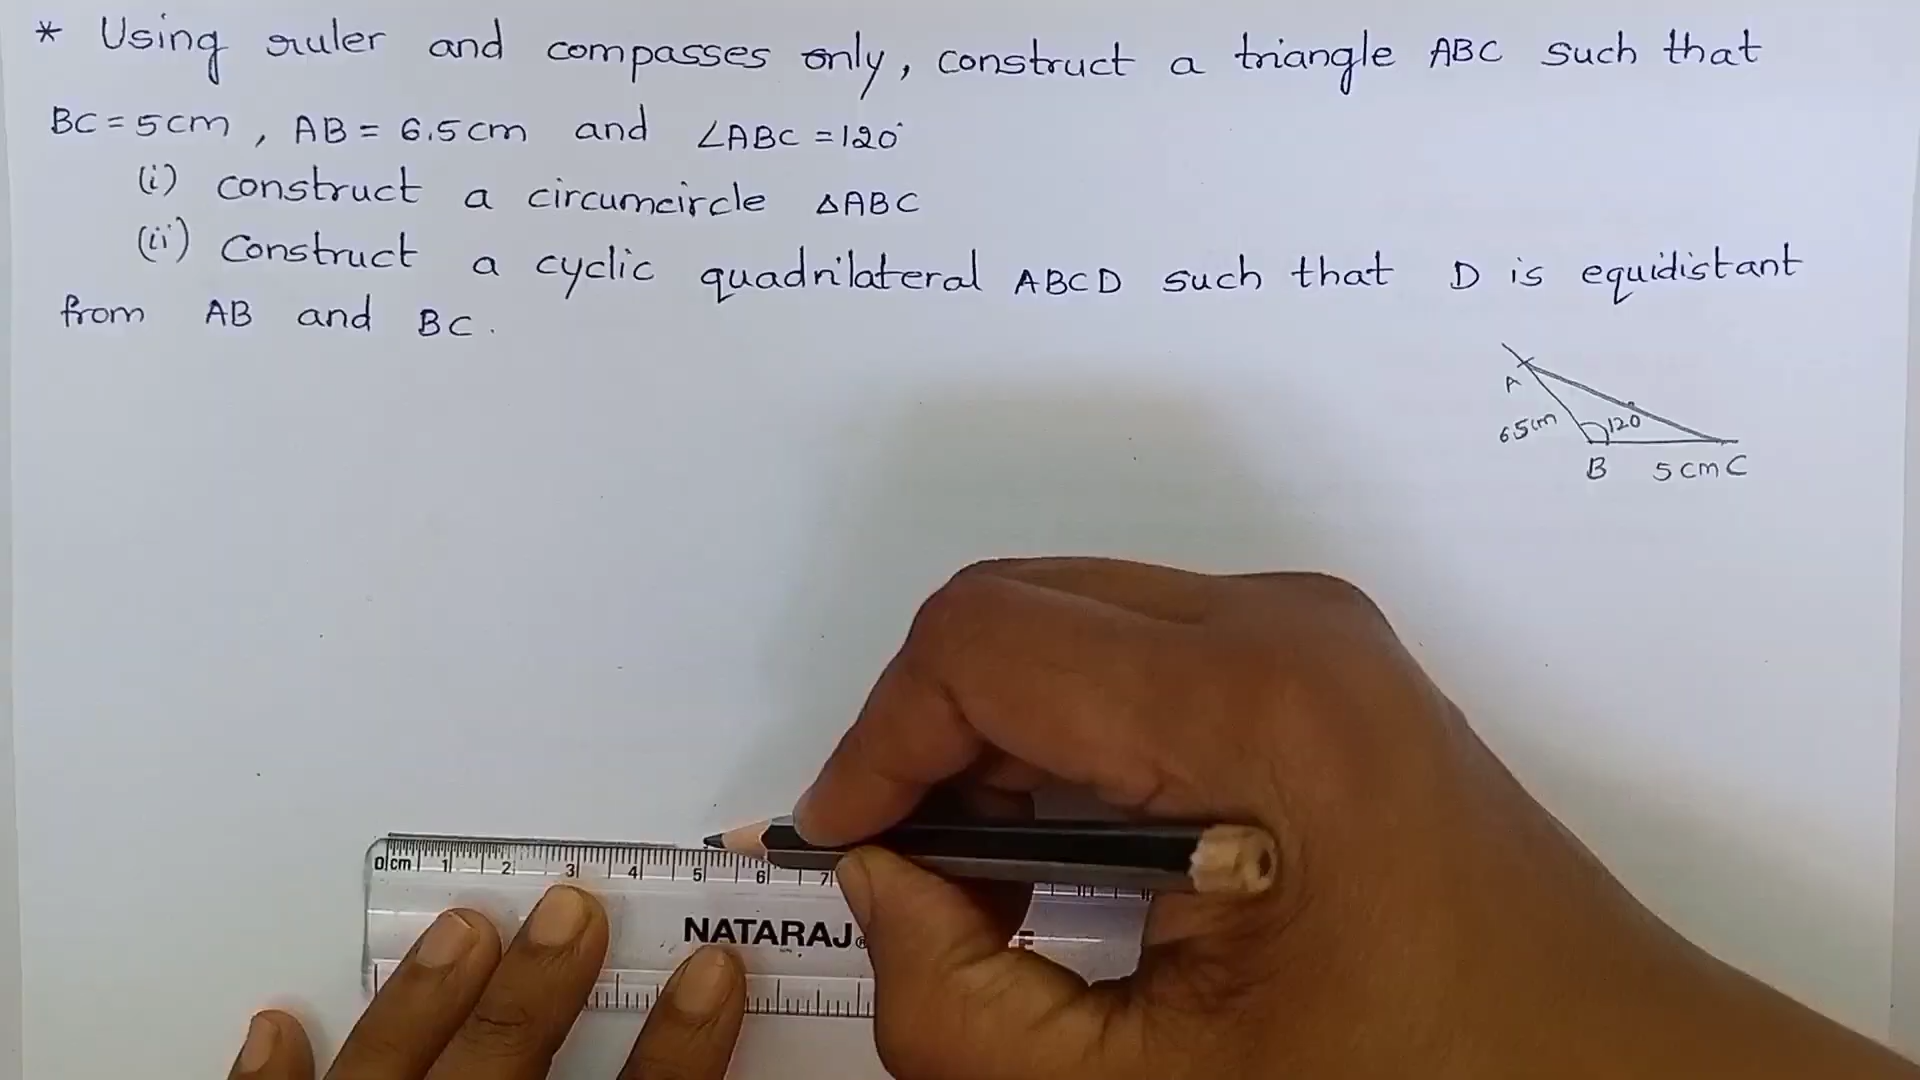 * Using ruler and compasses only, construct a triangle ABC such that
BC = 5cm, AB = 6.5cm and ∠ABC = 120°
(i) construct a circumcircle △ABC
(ii) Construct a cyclic quadrilateral ABCD such that D is equidistant
from AB and BC.
A
6.5cm 120
B 5cm C
0 cm 1 2 3 4 5 6 7
NATARAJ